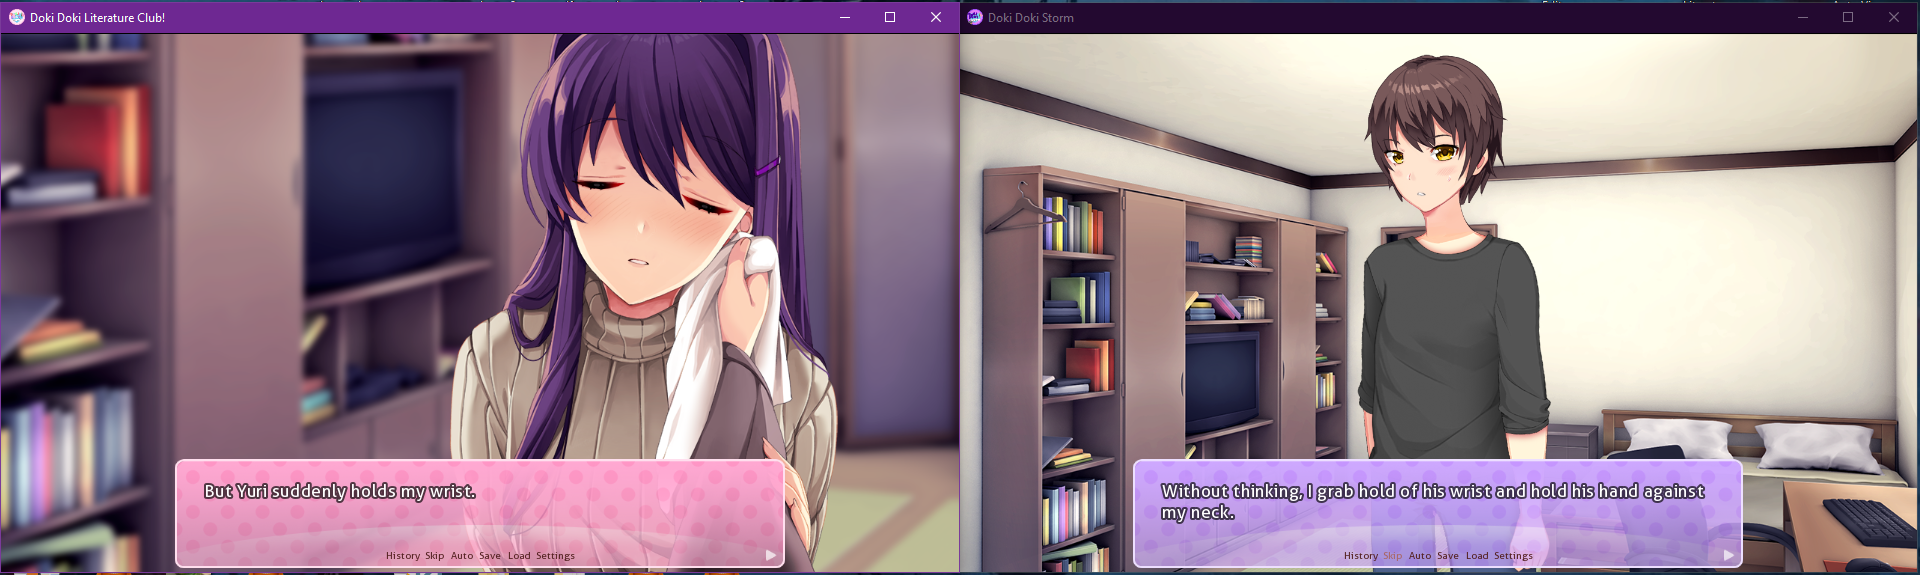 Doki Doki Literature Club!
But Yuri suddenly holds my wrist.
History Skip Auto Save Load Settings
Doki Doki Storm
Without thinking, I grab hold of his wrist and hold his hand against
my neck.
History Skip Auto Save Load Settings